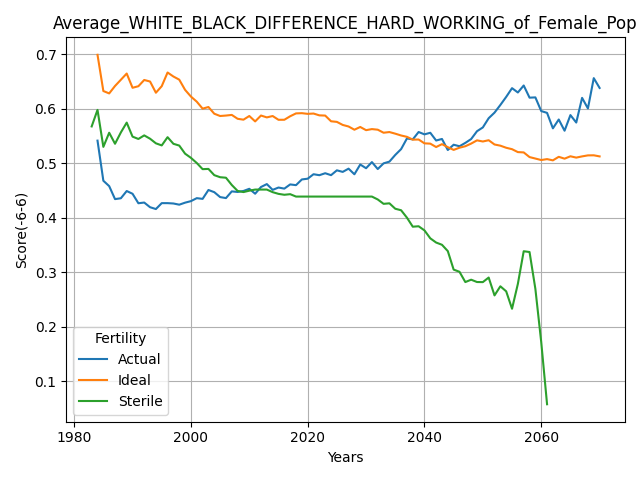 Average_WHITE_BLACK_DIFFERENCE_HARD_WORKING_of_Female_Pop
0.7
0.6
0.5
0.4
0.3
0.2
0.1
Score(-6-6)
Fertility
Actual
Ideal
Sterile
1980
2000
2020
2040
2060
Years